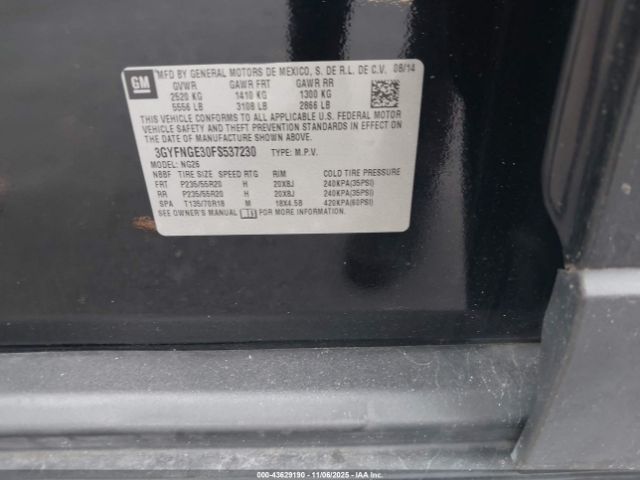 GM
MFD BY GENERAL MOTORS DE MEXICO, S. DE R.L. DE C.V. 08/14
GVWR GAWR FRT GAWR RR
2520 KG 1410 KG 1300 KG
5556 LB 3108 LB 2866 LB
THIS VEHICLE CONFORMS TO ALL APPLICABLE U.S. FEDERAL MOTOR
VEHICLE SAFETY AND THEFT PREVENTION STANDARDS IN EFFECT ON
THE DATE OF MANUFACTURE SHOWN ABOVE.
3GYFNGE30FS537230 TYPE: M.P.V.
MODEL: NG26
NBBF TIRE SIZE SPEED RTG RIM COLD TIRE PRESSURE
FRT P235/55R20 H 20X8J 240KPA(35PSI)
RR P235/55R20 H 20X8J 240KPA(35PSI)
SPA T135/70R18 M 18X4.5B 420KPA(60PSI)
SEE OWNER'S MANUAL
000-43629190 - 11/06/2025 - Copyright IAA, LLC